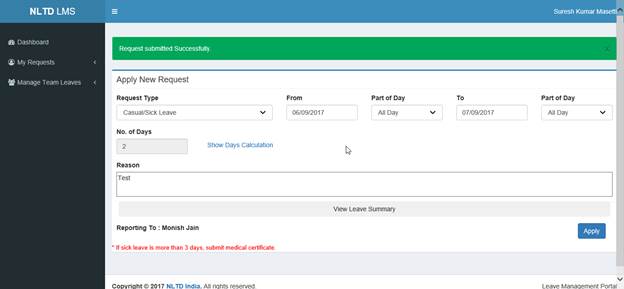 NLTD LMS
Suresh Kumar Masetti
Dashboard
My Requests
Manage Team Leaves
Request submitted Successfully
Apply New Request
Request Type From Part of Day To Part of Day
Casual/Sick Leave 06/09/2017 All Day 07/09/2017 All Day
No. of Days
2 Show Days Calculation
Reason
Test
View Leave Summary
Reporting To : Monish Jain
Apply
* If sick leave is more than 3 days, submit medical certificate.
Copyright © 2017 NLTD India. All rights reserved. Leave Management Portal